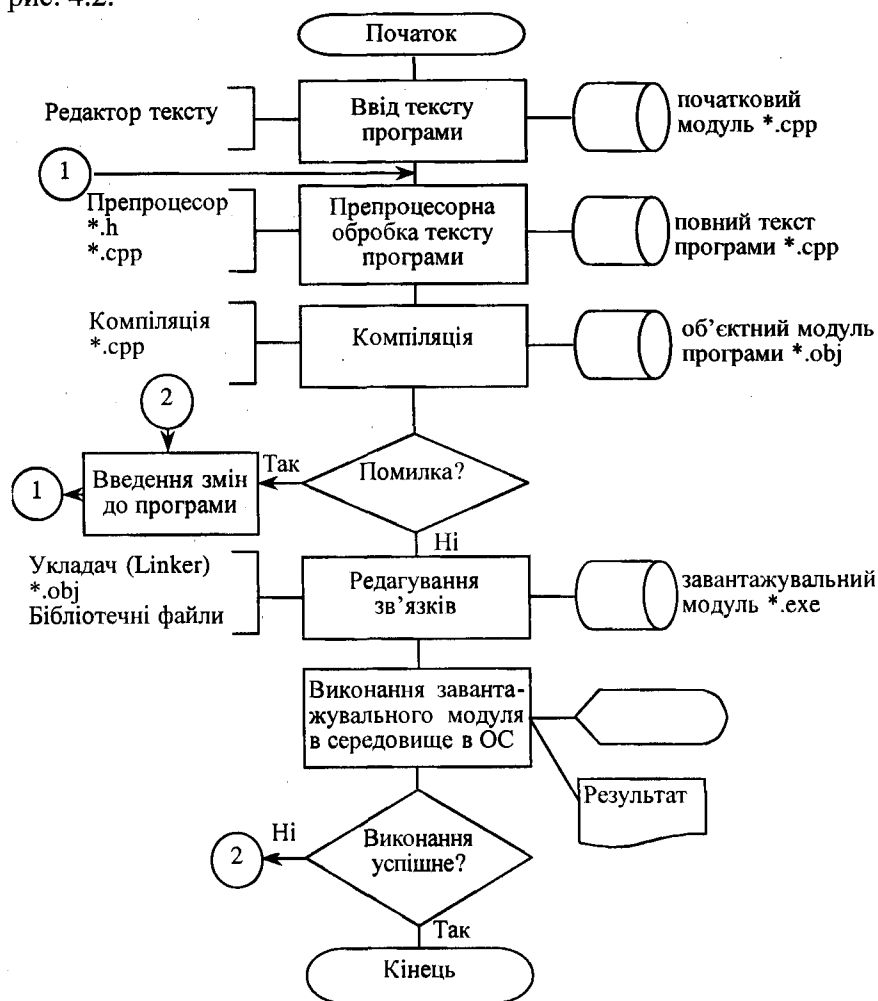 рис. 4.2.
Початок
Редактор тексту
Ввід тексту
програми
початковий
модуль *.cpp
1
Препроцесор
*.h
*.cpp
Препроцесорна
обробка тексту
програми
повний текст
програми *.cpp
Компіляція
*.cpp
Компіляція
об’єктний модуль
програми *.obj
2
1
Введення змін
до програми
Так
Помилка?
Ні
Укладач (Linker)
*.obj
Бібліотечні файли
Редагування
зв’язків
завантажувальний
модуль *.exe
Виконання заванта-
жувального модуля
в середовище в ОС
Результат
2
Ні
Виконання
успішне?
Так
Кінець